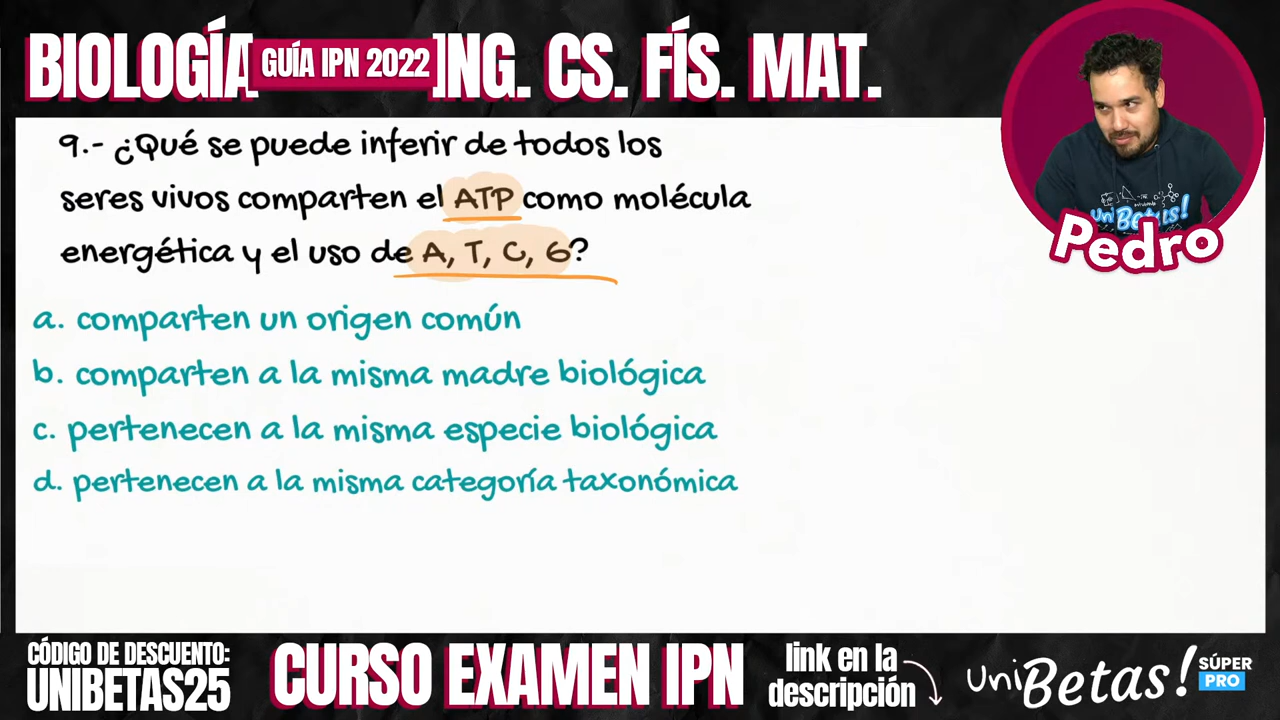 BIOLOGÍA [GUÍA IPN 2022] ING. CS. FÍS. MAT.
9.- ¿Qué se puede inferir de todos los
seres vivos comparten el ATP como molécula
energética y el uso de A, T, C, G?
a. comparten un origen común
b. comparten a la misma madre biológica
c. pertenecen a la misma especie biológica
d. pertenecen a la misma categoría taxonómica
UniBetas!
Pedro
CÓDIGO DE DESCUENTO:
UNIBETAS25
CURSO EXAMEN IPN
link en la
descripción
UniBetas! SÚPER
PRO